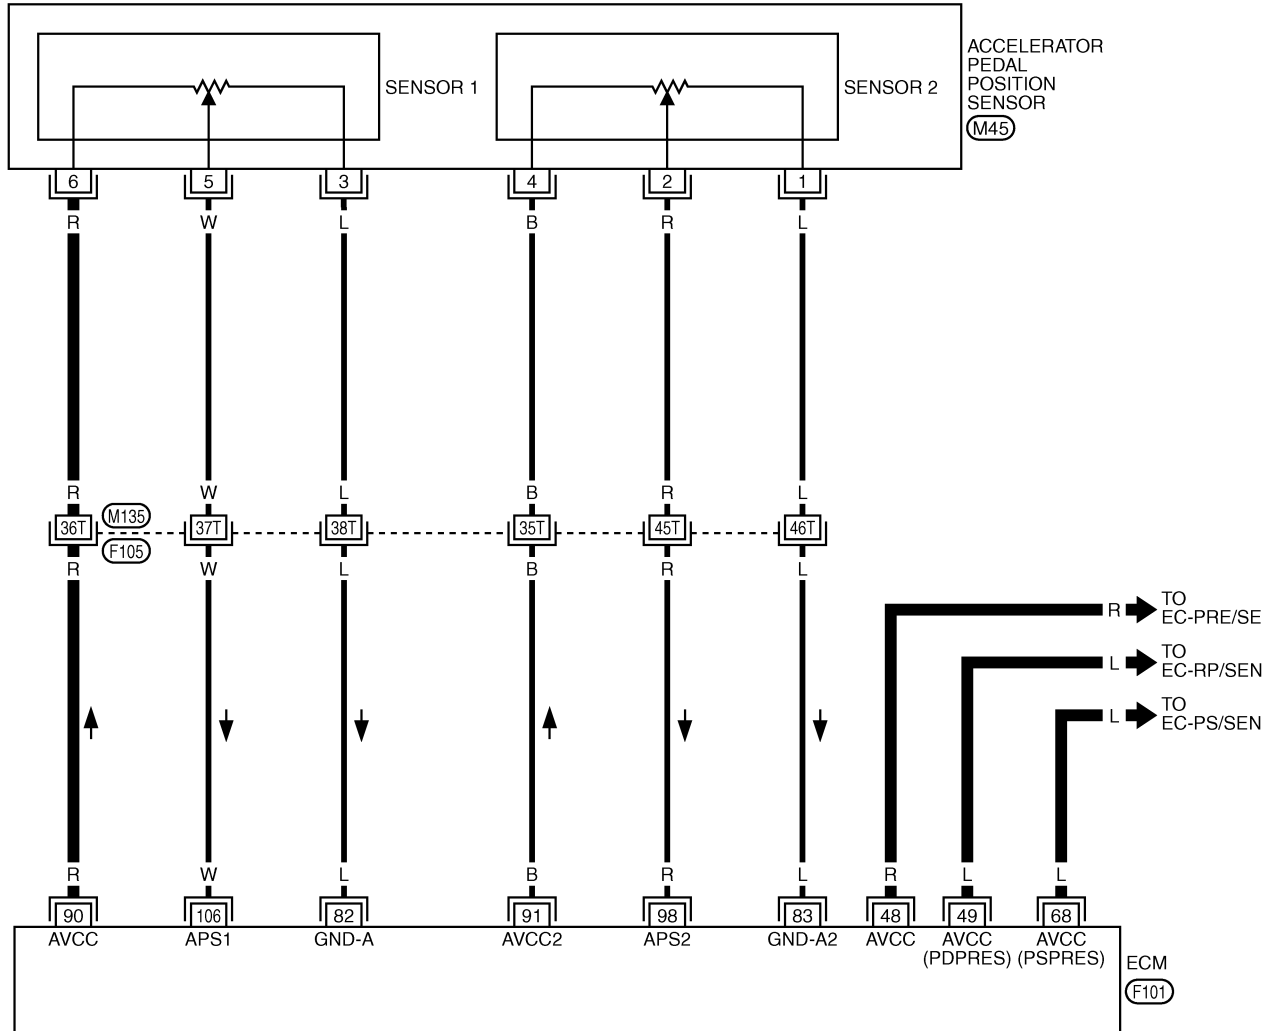 ACCELERATOR
PEDAL
POSITION
SENSOR
M45
SENSOR 1
SENSOR 2
6 5 3 4 2 1
R W L B R L
R W L B R L
M135
36T 37T 38T 35T 45T 46T
F105
R W L B R L
R TO
EC-PRE/SE
L TO
EC-RP/SEN
L TO
EC-PS/SEN
R W L B R L R L L
90 106 82 91 98 83 48 49 68
AVCC APS1 GND-A AVCC2 APS2 GND-A2 AVCC AVCC AVCC
(PDPRES) (PSPRES)
ECM
F101